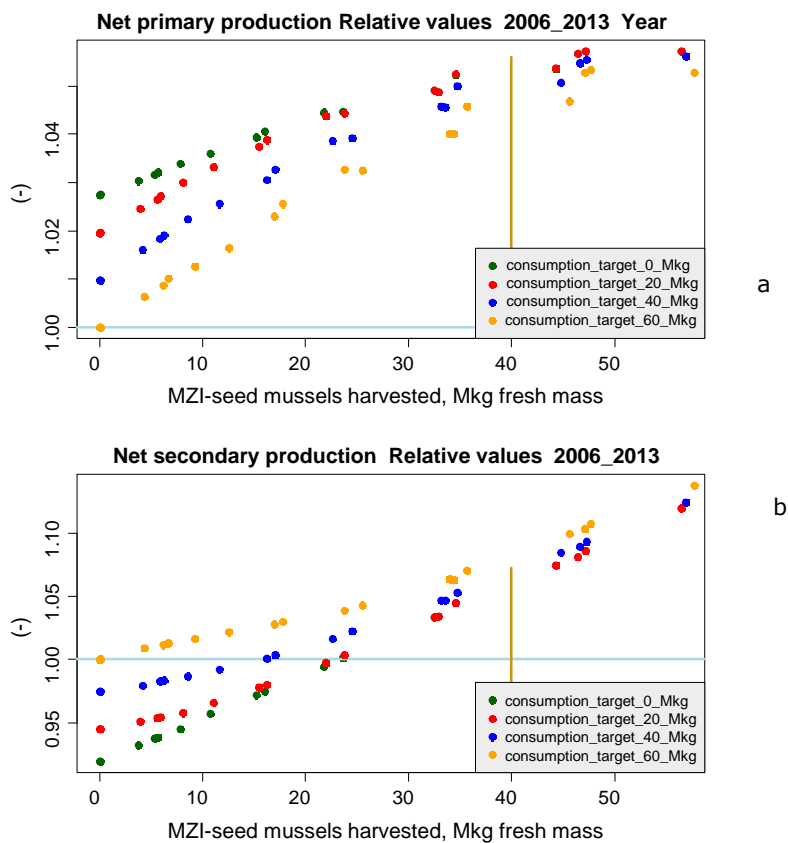 Net primary production Relative values 2006_2013 Year
(-)
1.04
1.02
1.00
consumption_target_0_Mkg
consumption_target_20_Mkg
consumption_target_40_Mkg
consumption_target_60_Mkg
a
0 10 20 30 40 50
MZI-seed mussels harvested, Mkg fresh mass
Net secondary production Relative values 2006_2013
b
(-)
1.10
1.05
1.00
0.95
consumption_target_0_Mkg
consumption_target_20_Mkg
consumption_target_40_Mkg
consumption_target_60_Mkg
0 10 20 30 40 50
MZI-seed mussels harvested, Mkg fresh mass